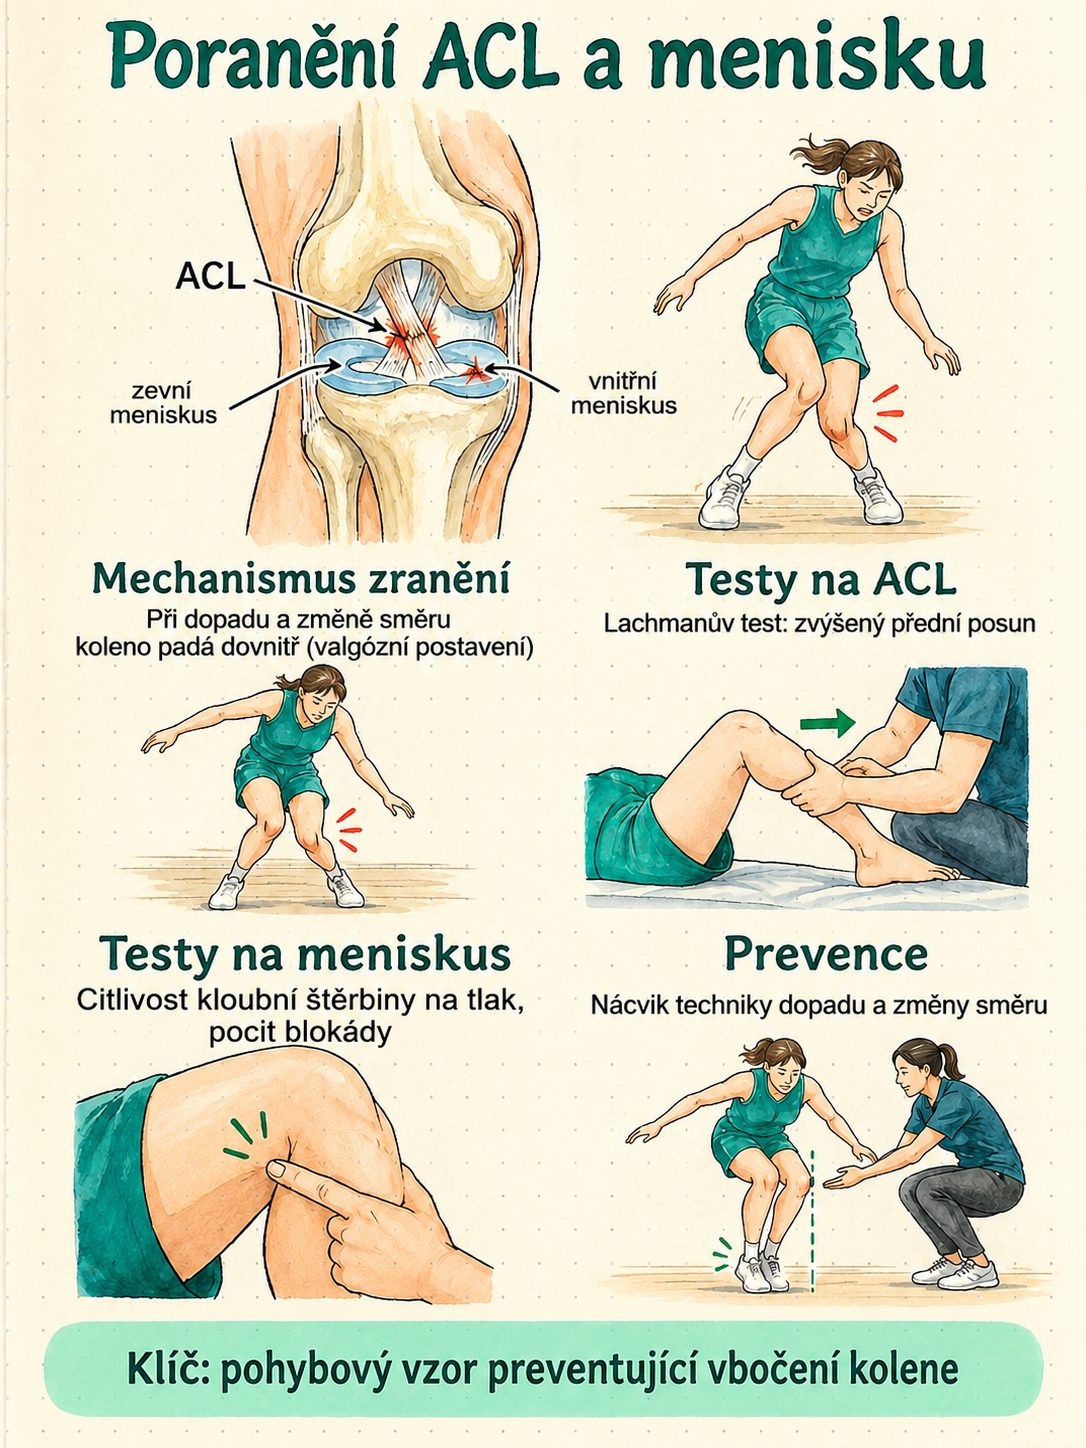 Poranění ACL a menisku
ACL
zevní
meniskus
vnitřní
meniskus
Mechanismus zranění
Při dopadu a změně směru
koleno padá dovnitř (valgózní postavení)
Testy na ACL
Lachmanův test: zvýšený přední posun
Testy na meniskus
Citlivost kloubní štěrbiny na tlak,
pocit blokády
Prevence
Nácvik techniky dopadu a změny směru
Klíč: pohybový vzor preventující vbočení kolene